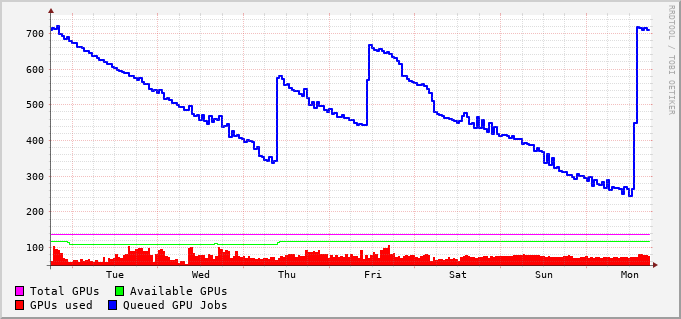 RRDTOOL / TOBI OETIKER
700
600
500
400
300
200
100
Tue Wed Thu Fri Sat Sun Mon
Total GPUs Available GPUs
GPUs used Queued GPU Jobs